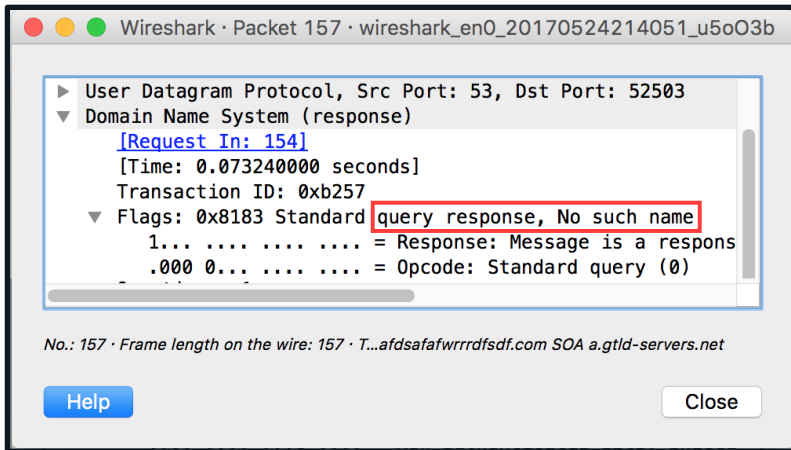 Wireshark · Packet 157 · wireshark_en0_20170524214051_u5oO3b
User Datagram Protocol, Src Port: 53, Dst Port: 52503
Domain Name System (response)
[Request In: 154]
[Time: 0.073240000 seconds]
Transaction ID: 0xb257
Flags: 0x8183 Standard query response, No such name
1... .... .... .... = Response: Message is a respons
.000 0... .... .... = Opcode: Standard query (0)
No.: 157 · Frame length on the wire: 157 · T...afdsafafwrrrdfsdf.com SOA a.gtld-servers.net
Help
Close